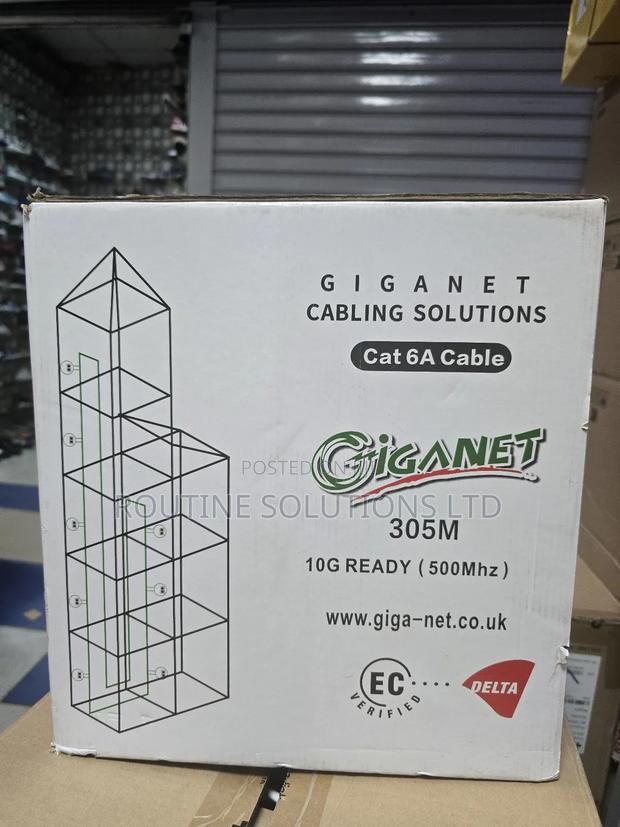 GIGANET
CABLING SOLUTIONS
Cat 6A Cable
GIGANET
POSTED ON
ROUTINE SOLUTIONS LTD
305M
10G READY (500Mhz)
www.giga-net.co.uk
EC
VERIFIED
DELTA